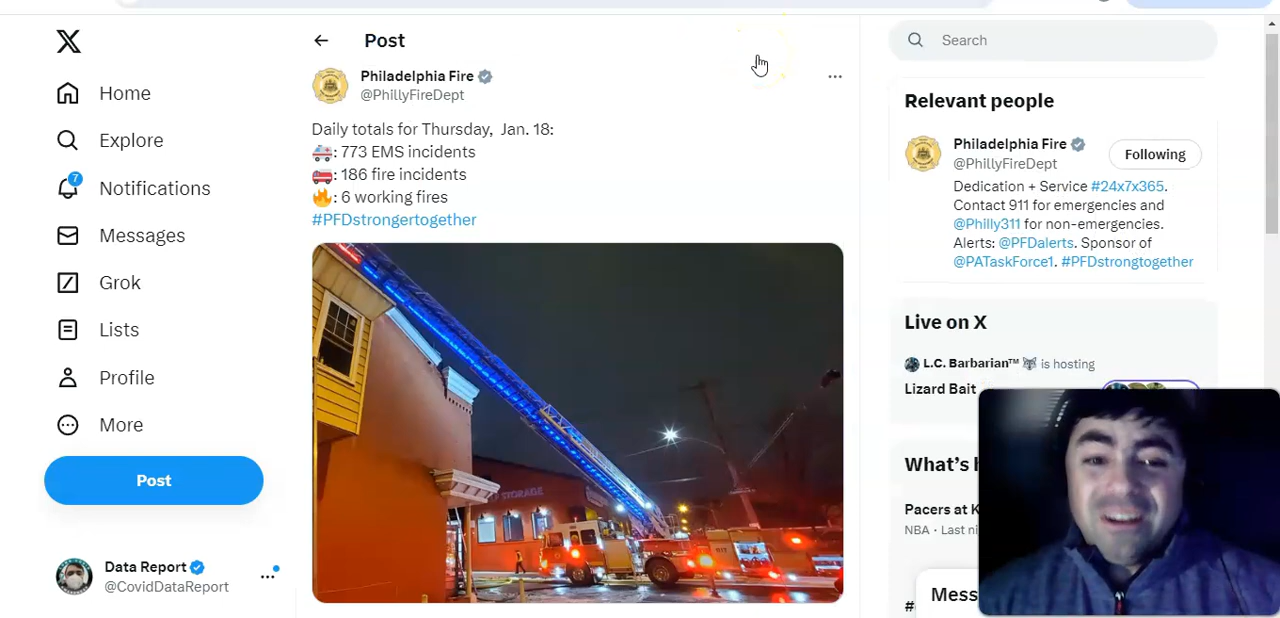 Home
Explore
7
Notifications
Messages
Grok
Lists
Profile
More
Post
Data Report
@CovidDataReport
Post
Philadelphia Fire
@PhillyFireDept
Daily totals for Thursday, Jan. 18:
: 773 EMS incidents
: 186 fire incidents
: 6 working fires
#PFDstrongertogether
STORAGE
Search
Relevant people
Philadelphia Fire
@PhillyFireDept
Following
Dedication + Service #24x7x365.
Contact 911 for emergencies and
@Philly311 for non-emergencies.
Alerts: @PFDalerts. Sponsor of
@PATaskForce1. #PFDstrongtogether
Live on X
L.C. Barbarian™ is hosting
Lizard Bait
What's h
Pacers at K
NBA · Last ni
Mess
#